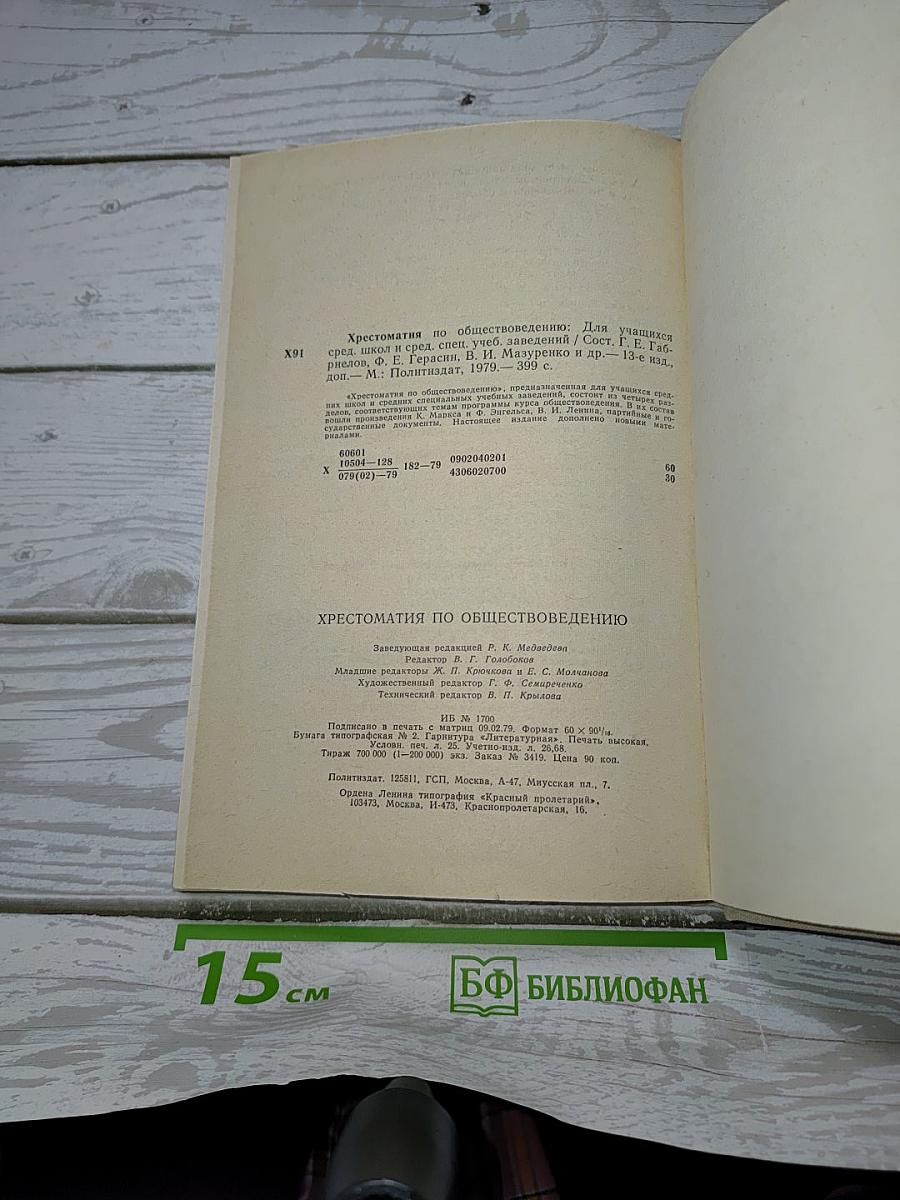 Х91
Хрестоматия по обществоведению: Для учащихся
сред. школ и сред. спец. учеб. заведений / Сост. Г. Е. Габ-
риелов, Ф. Е. Герасин, В. И. Мазуренко и др.— 13-е изд.,
доп.— М.: Политиздат, 1979.— 399 с.
«Хрестоматия по обществоведению», предназначенная для учащихся сред-
них школ и средних специальных учебных заведений, состоит из четырех раз-
делов, соответствующих темам программы курса обществоведения. В их состав
вошли произведения К. Маркса и Ф. Энгельса, В. И. Ленина, партийные и го-
сударственные документы. Настоящее издание дополнено новыми мате-
риалами.
60601
Х 10504—128 182—79 0902040201 60
079(02)—79 4306020700 30
ХРЕСТОМАТИЯ ПО ОБЩЕСТВОВЕДЕНИЮ
Заведующая редакцией Р. К. Медведева
Редактор В. Г. Голобоков
Младшие редакторы Ж. П. Крючкова и Е. С. Молчанова
Художественный редактор Г. Ф. Семиреченко
Технический редактор В. П. Крылова
ИБ № 1700
Подписано в печать с матриц 09.02.79. Формат 60 × 90 1/16.
Бумага типографская № 2. Гарнитура «Литературная». Печать высокая.
Условн. печ. л. 25. Учетно-изд. л. 26,68.
Тираж 700 000 (1—200 000) экз. Заказ № 3419. Цена 90 коп.
Политиздат. 125811, ГСП, Москва, А-47, Миусская пл., 7.
Ордена Ленина типография «Красный пролетарий»,
103473, Москва, И-473, Краснопролетарская, 16.
15 см
БФ БИБЛИОФАН